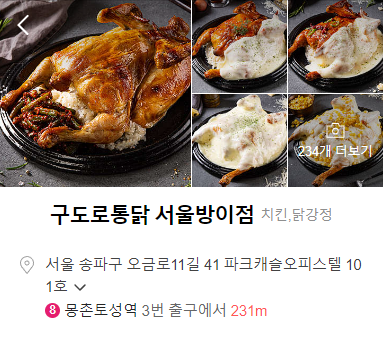 234개 더보기
구도로통닭 서울방이점 치킨,닭강정
서울 송파구 오금로11길 41 파크캐슬오피스텔 10
1호
8 몽촌토성역 3번 출구에서 231m